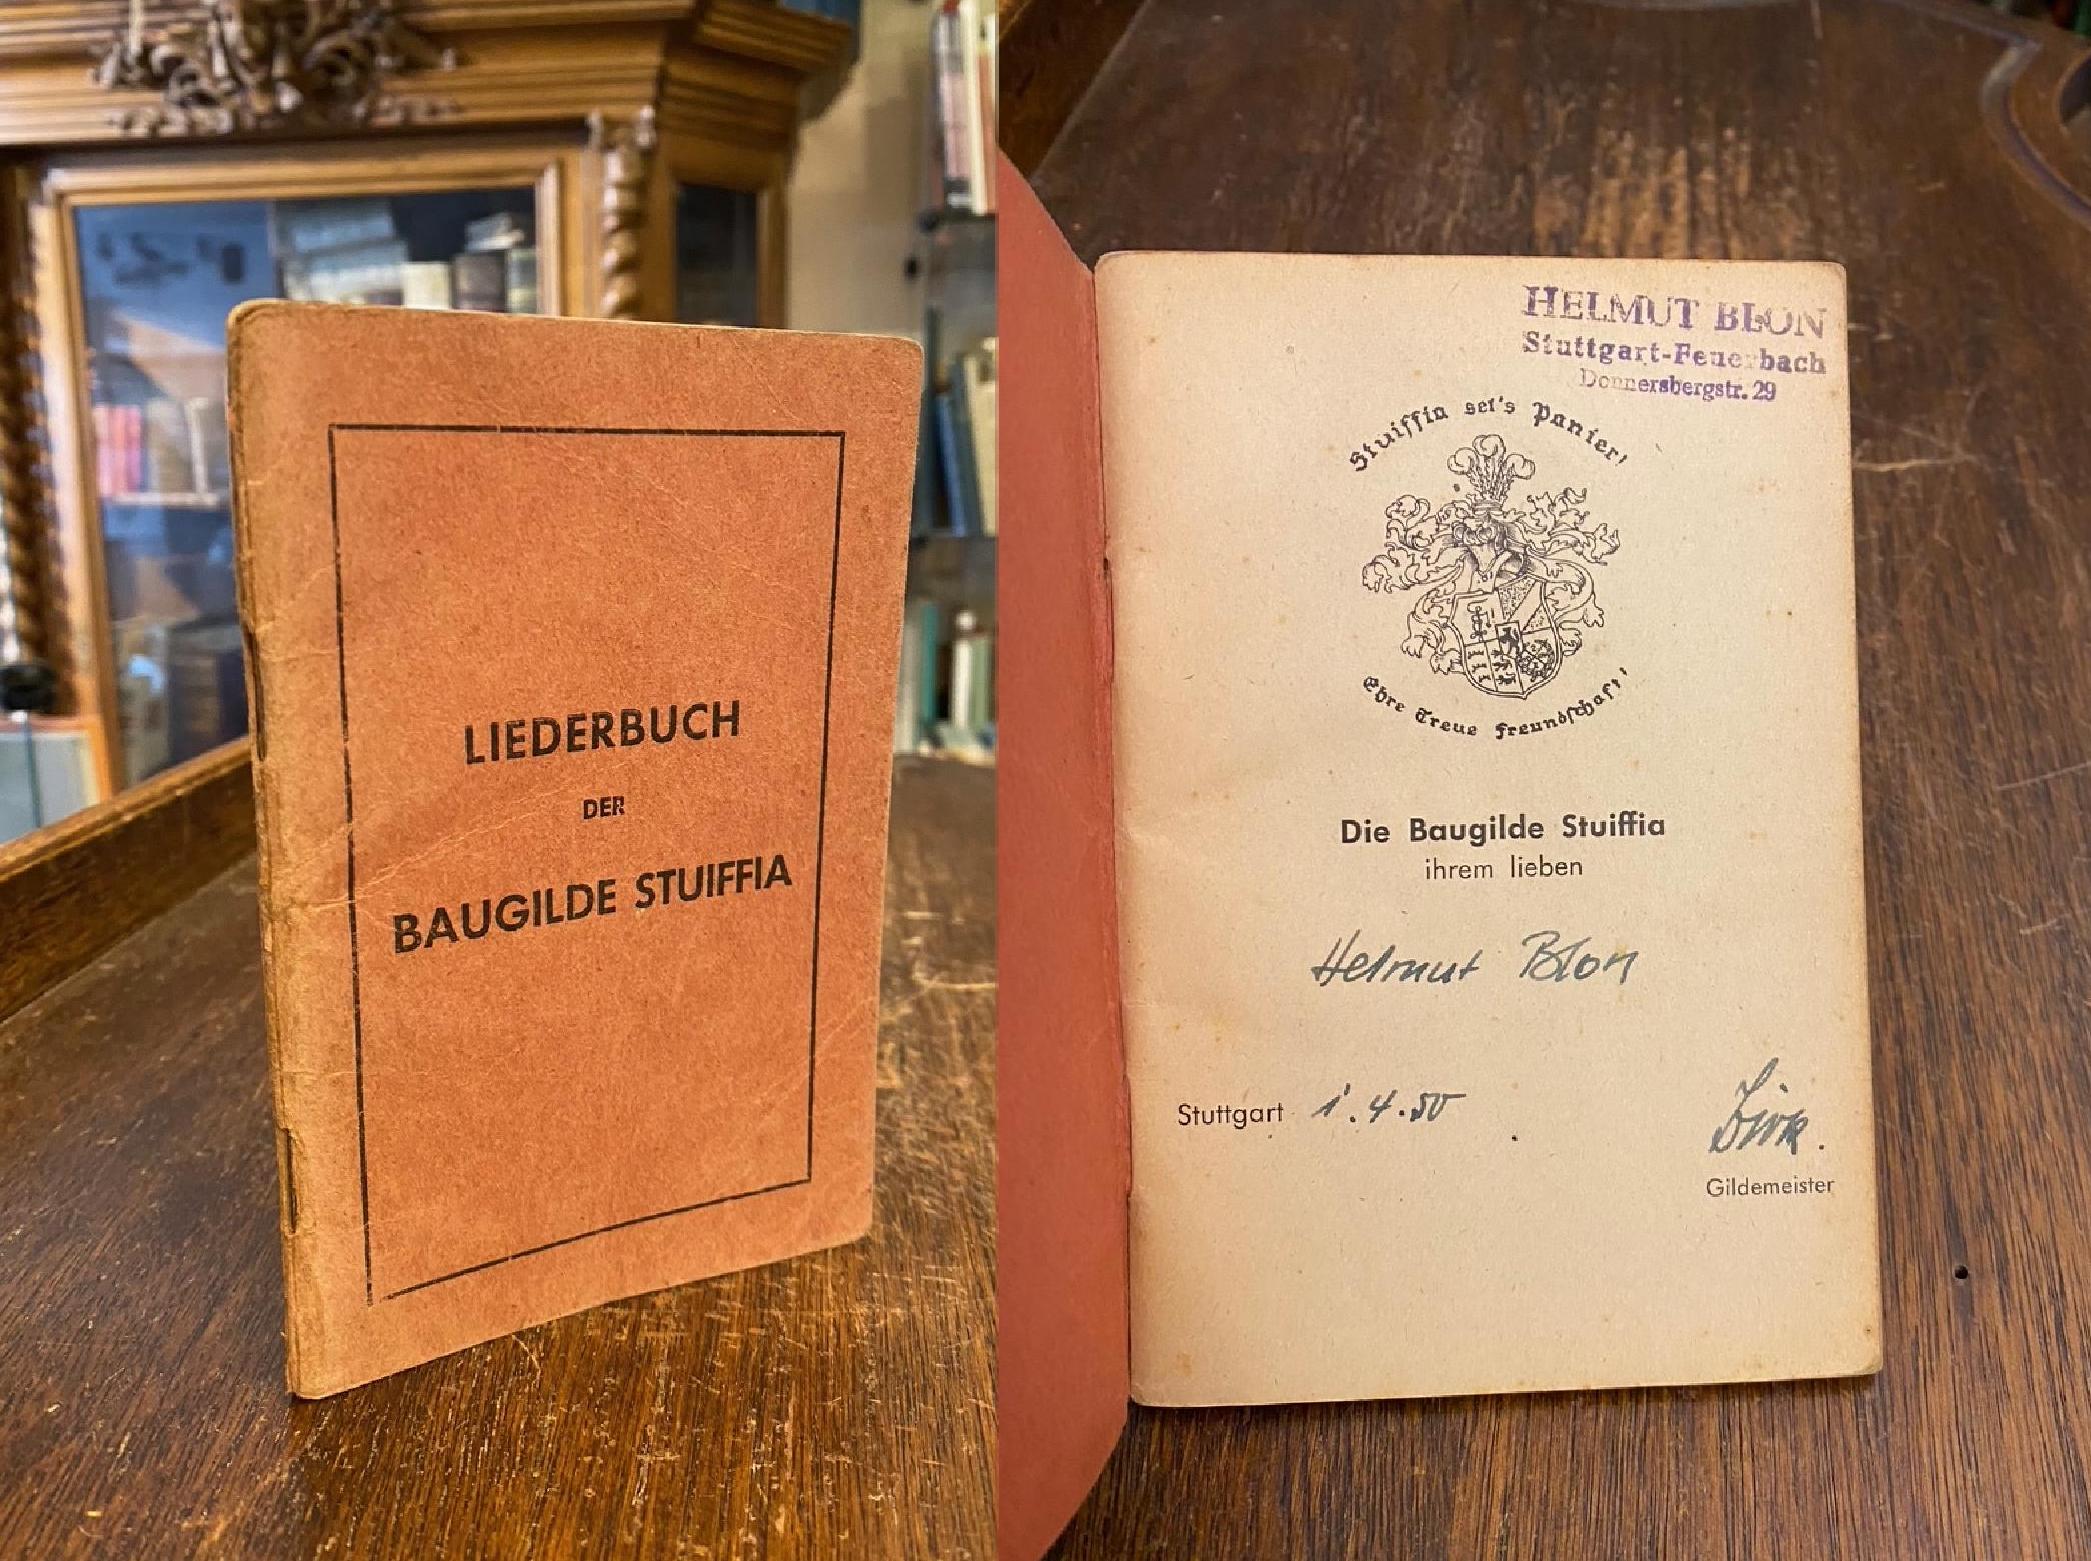 LIEDERBUCH
DER
BAUGILDE STUIFFIA
HELMUT BLON
Stuttgart-Feuerbach
Donnersbergstr. 29
Stuiffia sei's Panier!
Ehre Treue Freundschaft!
Die Baugilde Stuiffia
ihrem lieben
Helmut Blon
Stuttgart 1.4.50
Gildemeister